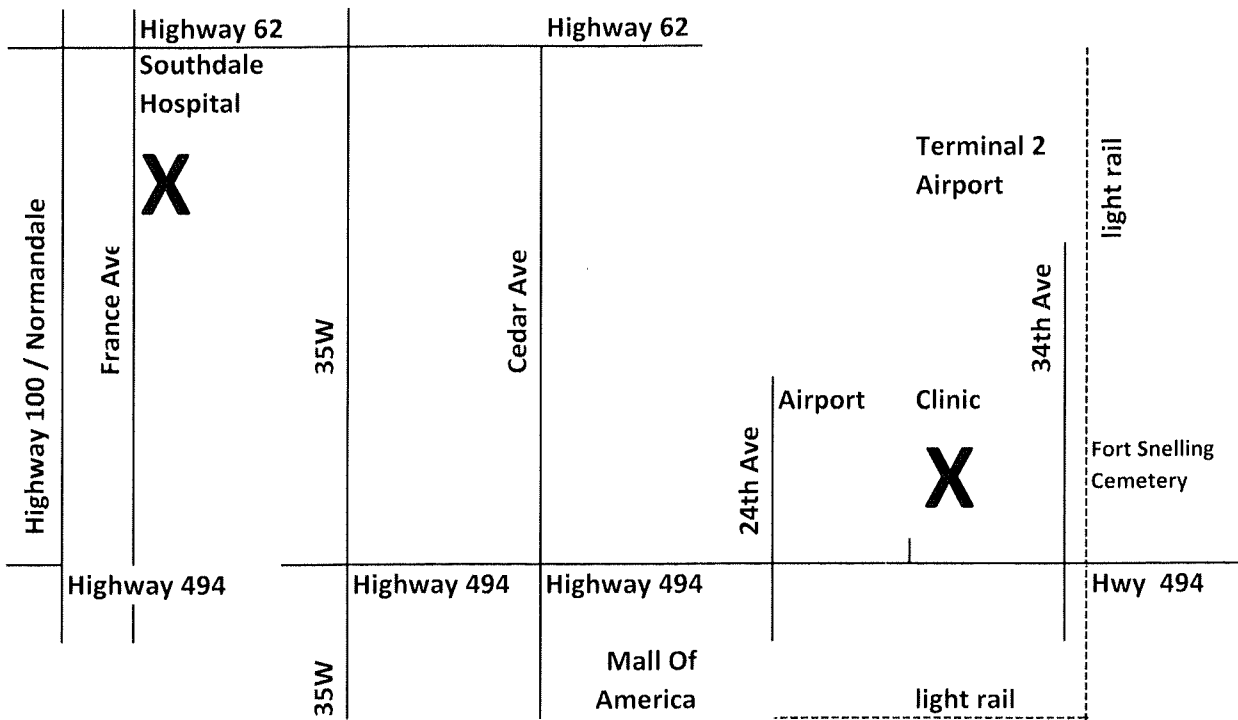 Highway 62
Highway 62
Southdale
Hospital
X
Terminal 2
Airport
light rail
Highway 100 / Normandale
France Ave
35W
Cedar Ave
34th Ave
24th Ave
Airport Clinic
X
Fort Snelling
Cemetery
Highway 494
Highway 494
Highway 494
Hwy 494
35W
Mall Of
America
light rail